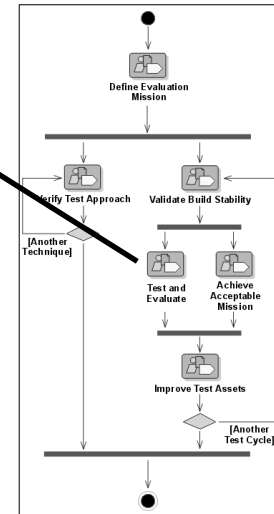 Define Evaluation
Mission
Verify Test Approach
Validate Build Stability
[Another
Technique]
Test and
Evaluate
Achieve
Acceptable
Mission
Improve Test Assets
[Another
Test Cycle]